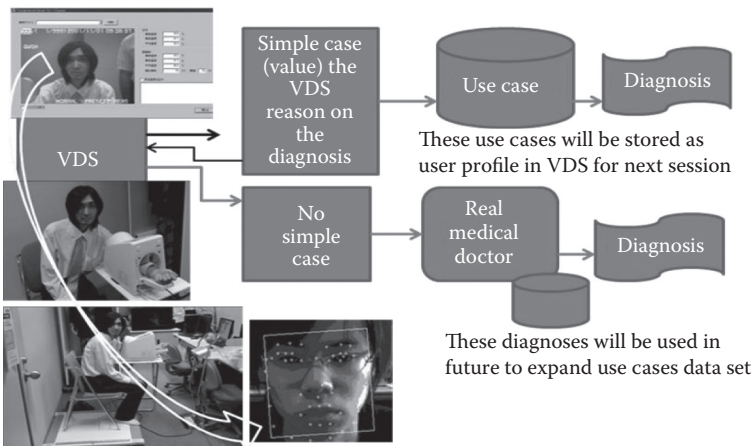 Simple case
(value) the
VDS
reason on
the
diagnosis
Use case
Diagnosis
These use cases will be stored as
user profile in VDS for next session
VDS
No
simple
case
Real
medical
doctor
Diagnosis
These diagnoses will be used in
future to expand use cases data set